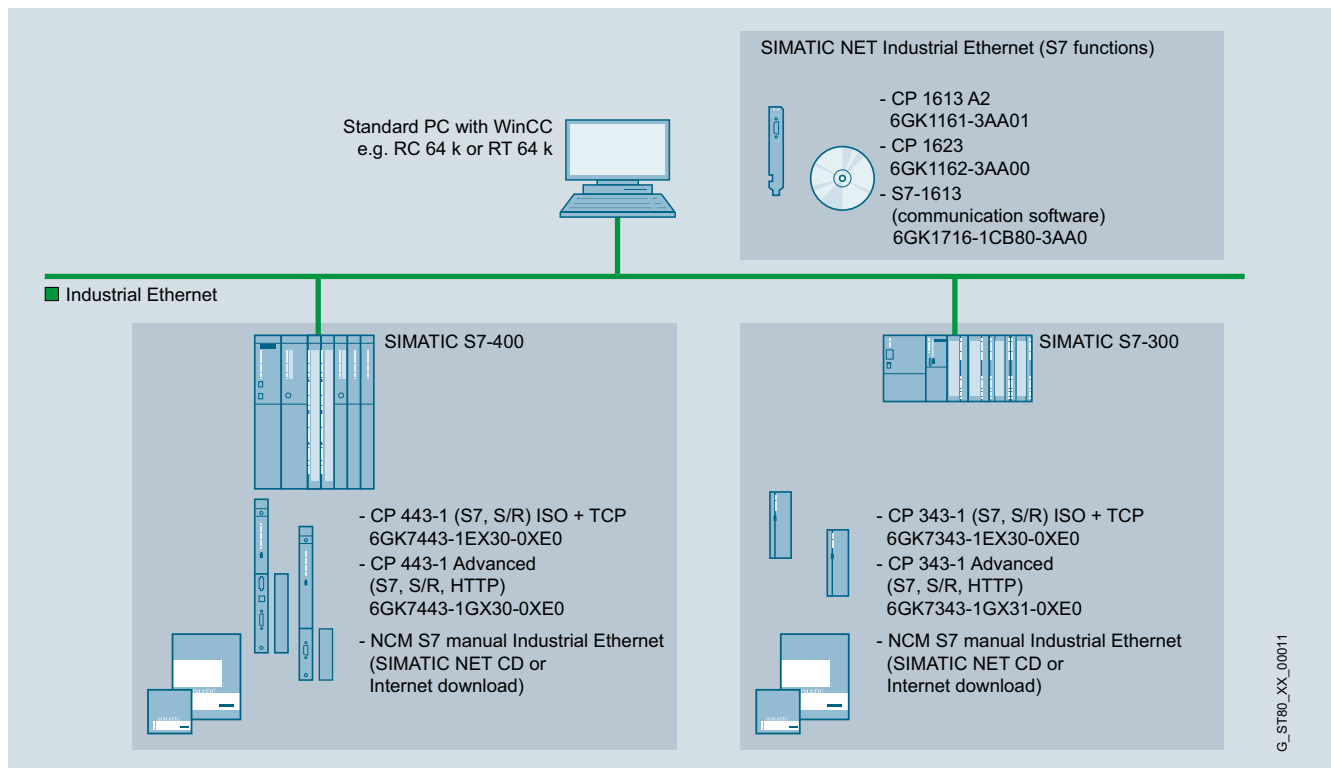 SIMATIC NET Industrial Ethernet (S7 functions)
- CP 1613 A2
6GK1161-3AA01
- CP 1623
6GK1162-3AA00
- S7-1613
(communication software)
6GK1716-1CB80-3AA0
Standard PC with WinCC
e.g. RC 64 k or RT 64 k
Industrial Ethernet
SIMATIC S7-400
- CP 443-1 (S7, S/R) ISO + TCP
6GK7443-1EX30-0XE0
- CP 443-1 Advanced
(S7, S/R, HTTP)
6GK7443-1GX30-0XE0
- NCM S7 manual Industrial Ethernet
(SIMATIC NET CD or
Internet download)
SIMATIC
SIMATIC
SIMATIC S7-300
- CP 343-1 (S7, S/R) ISO + TCP
6GK7343-1EX30-0XE0
- CP 343-1 Advanced
(S7, S/R, HTTP)
6GK7343-1GX31-0XE0
- NCM S7 manual Industrial Ethernet
(SIMATIC NET CD or
Internet download)
SIMATIC
SIMATIC
G_ST80_XX_00011